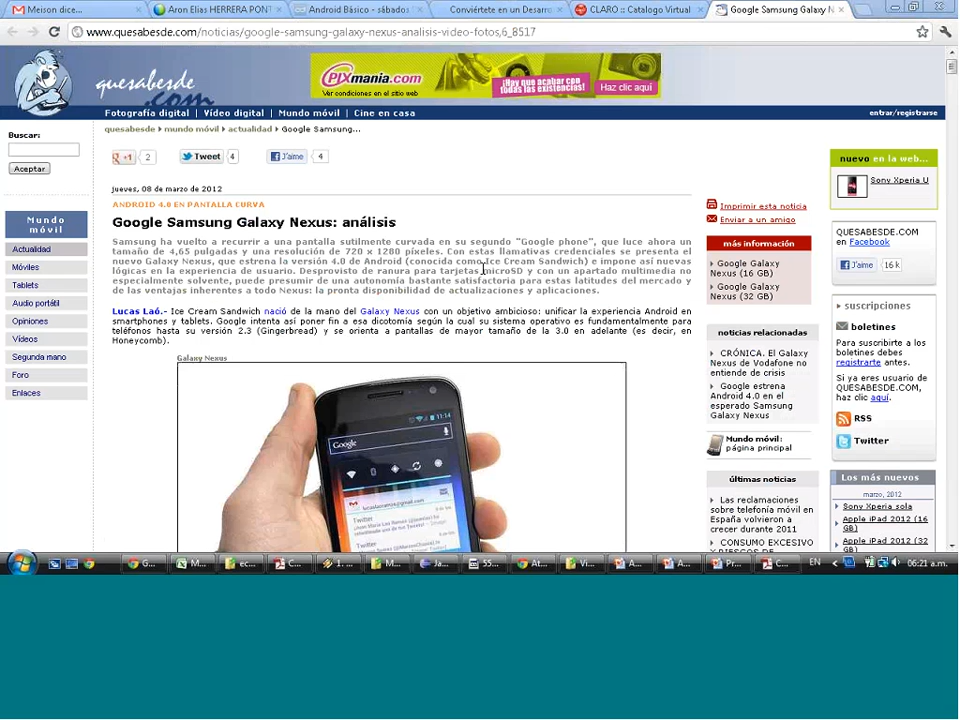 Meison dice...
Aron Elias HERRERA PONT
Android Básico - sábados
Conviértete en un Desarro
CLARO :: Catalogo Virtual
Google Samsung Galaxy N
www.quesabesde.com/noticias/google-samsung-galaxy-nexus-analisis-video-fotos,6_8517
quesabesde
.com
PIXmania.com
Ver condiciones en el sitio web
¡Hay que acabar con
todas las existencias!
Haz clic aquí
Fotografía digital | Vídeo digital | Mundo móvil | Cine en casa
entrar/registrarse
Buscar:
Aceptar
quesabesde mundo móvil actualidad Google Samsung...
+1 2
Tweet 4
J'aime 4
jueves, 08 de marzo de 2012
ANDROID 4.0 EN PANTALLA CURVA
Google Samsung Galaxy Nexus: análisis
Samsung ha vuelto a recurrir a una pantalla sutilmente curvada en su segundo "Google phone", que luce ahora un
tamaño de 4,65 pulgadas y una resolución de 720 x 1280 píxeles. Con estas llamativas credenciales se presenta el
nuevo Galaxy Nexus, que estrena la versión 4.0 de Android (conocida como Ice Cream Sandwich) e impone así nuevas
lógicas en la experiencia de usuario. Desprovisto de ranura para tarjetas microSD y con un apartado multimedia no
especialmente solvente, puede presumir de una autonomía bastante satisfactoria para estas latitudes del mercado y
de las ventajas inherentes a todo Nexus: la pronta disponibilidad de actualizaciones y aplicaciones.
Lucas Laó.- Ice Cream Sandwich nació de la mano del Galaxy Nexus con un objetivo ambicioso: unificar la experiencia Android en
smartphones y tablets. Google intenta así poner fin a esa dicotomía según la cual su sistema operativo es fundamentalmente para
teléfonos hasta su versión 2.3 (Gingerbread) y se orienta a pantallas de mayor tamaño de la 3.0 en adelante (es decir, en
Honeycomb).
Galaxy Nexus
11:14
Google
Twitter
Twitter
Mundo
móvil
Actualidad
Móviles
Tablets
Audio portátil
Opiniones
Vídeos
Segunda mano
Foro
Enlaces
Imprimir esta noticia
Enviar a un amigo
más información
Google Galaxy
Nexus (16 GB)
Google Galaxy
Nexus (32 GB)
noticias relacionadas
CRÓNICA. El Galaxy
Nexus de Vodafone no
entiende de crisis
Google estrena
Android 4.0 en el
esperado Samsung
Galaxy Nexus
Mundo móvil:
página principal
últimas noticias
Las reclamaciones
sobre telefonía móvil en
España volvieron a
crecer durante 2011
CONSUMO EXCESIVO
Y RIESGOS DE
nuevo en la web...
Sony Xperia U
QUESABESDE.COM
en Facebook
J'aime 16 k
suscripciones
boletines
Para suscribirte a los
boletines debes
registrarte antes.
Si ya eres usuario de
QUESABESDE.COM,
haz clic aquí.
RSS
Twitter
Los más nuevos
marzo, 2012
Sony Xperia sola
Apple iPad 2012 (16
GB)
Apple iPad 2012 (32
GB)
G...
M...
ec...
C...
1. ...
M...
Ja...
55...
At...
Vi...
A...
A...
Pr...
C...
EN
06:21 a.m.